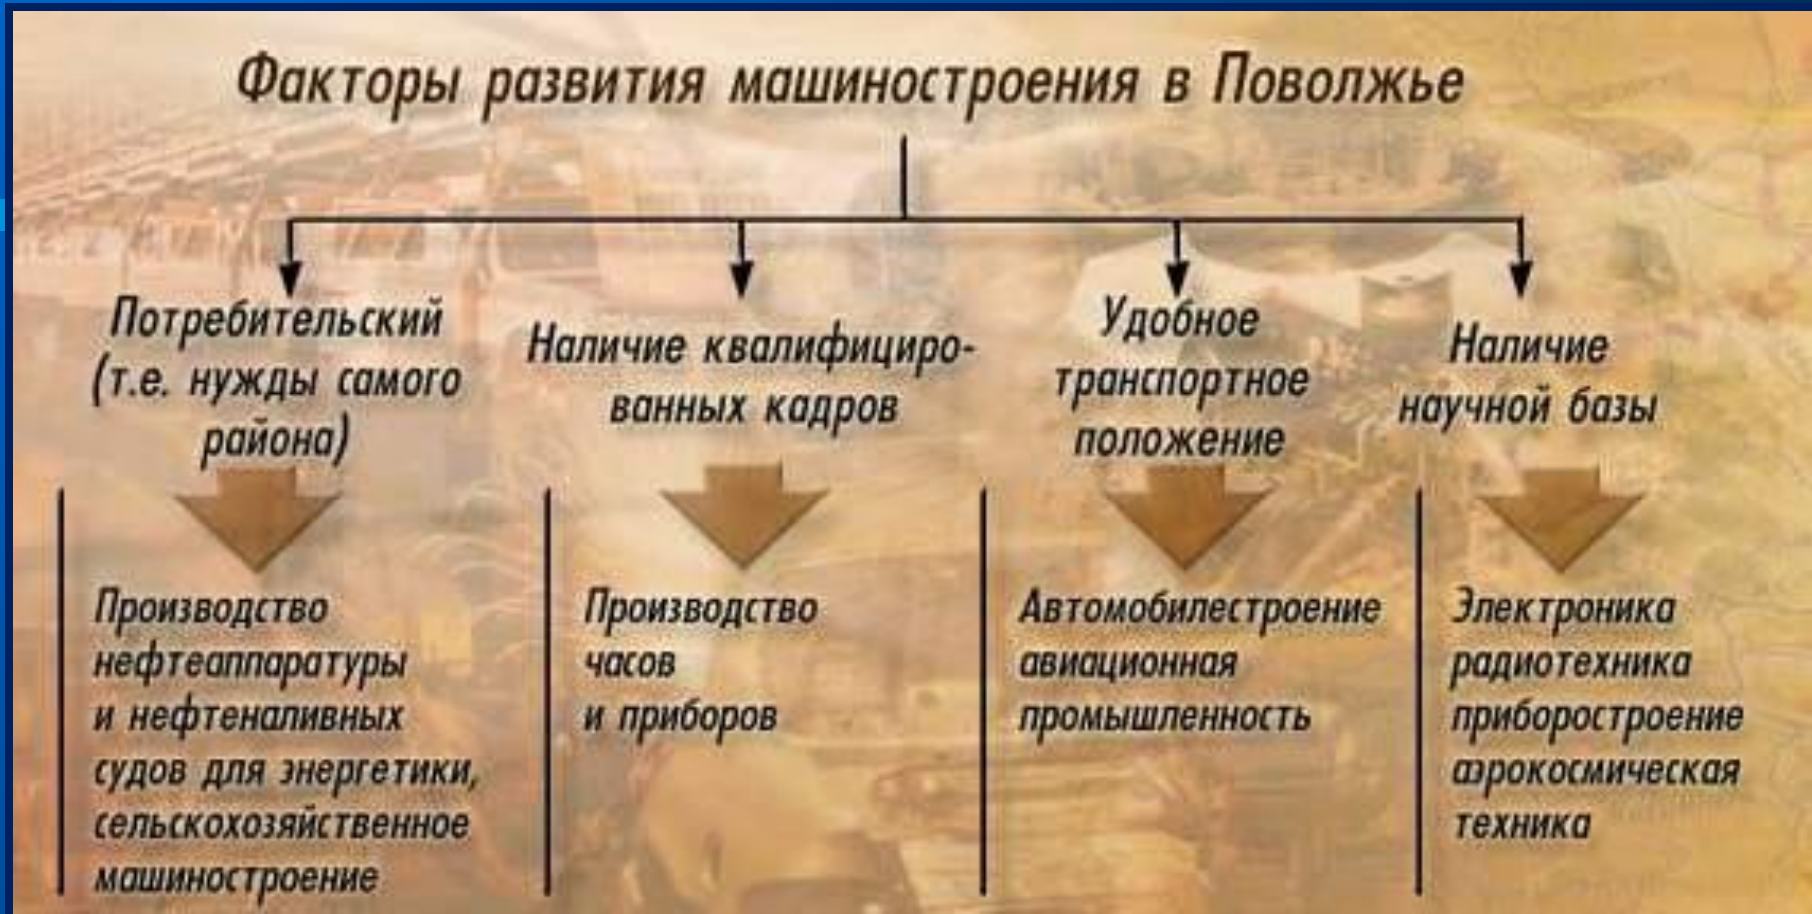 Факторы развития машиностроения в Поволжье
Потребительский
(т.е. нужды самого
района)
Наличие квалифициро-
ванных кадров
Удобное
транспортное
положение
Наличие
научной базы
Производство
нефтеаппаратуры
и нефтеналивных
судов для энергетики,
сельскохозяйственное
машиностроение
Производство
часов
и приборов
Автомобилестроение
авиационная
промышленность
Электроника
радиотехника
приборостроение
аэрокосмическая
техника